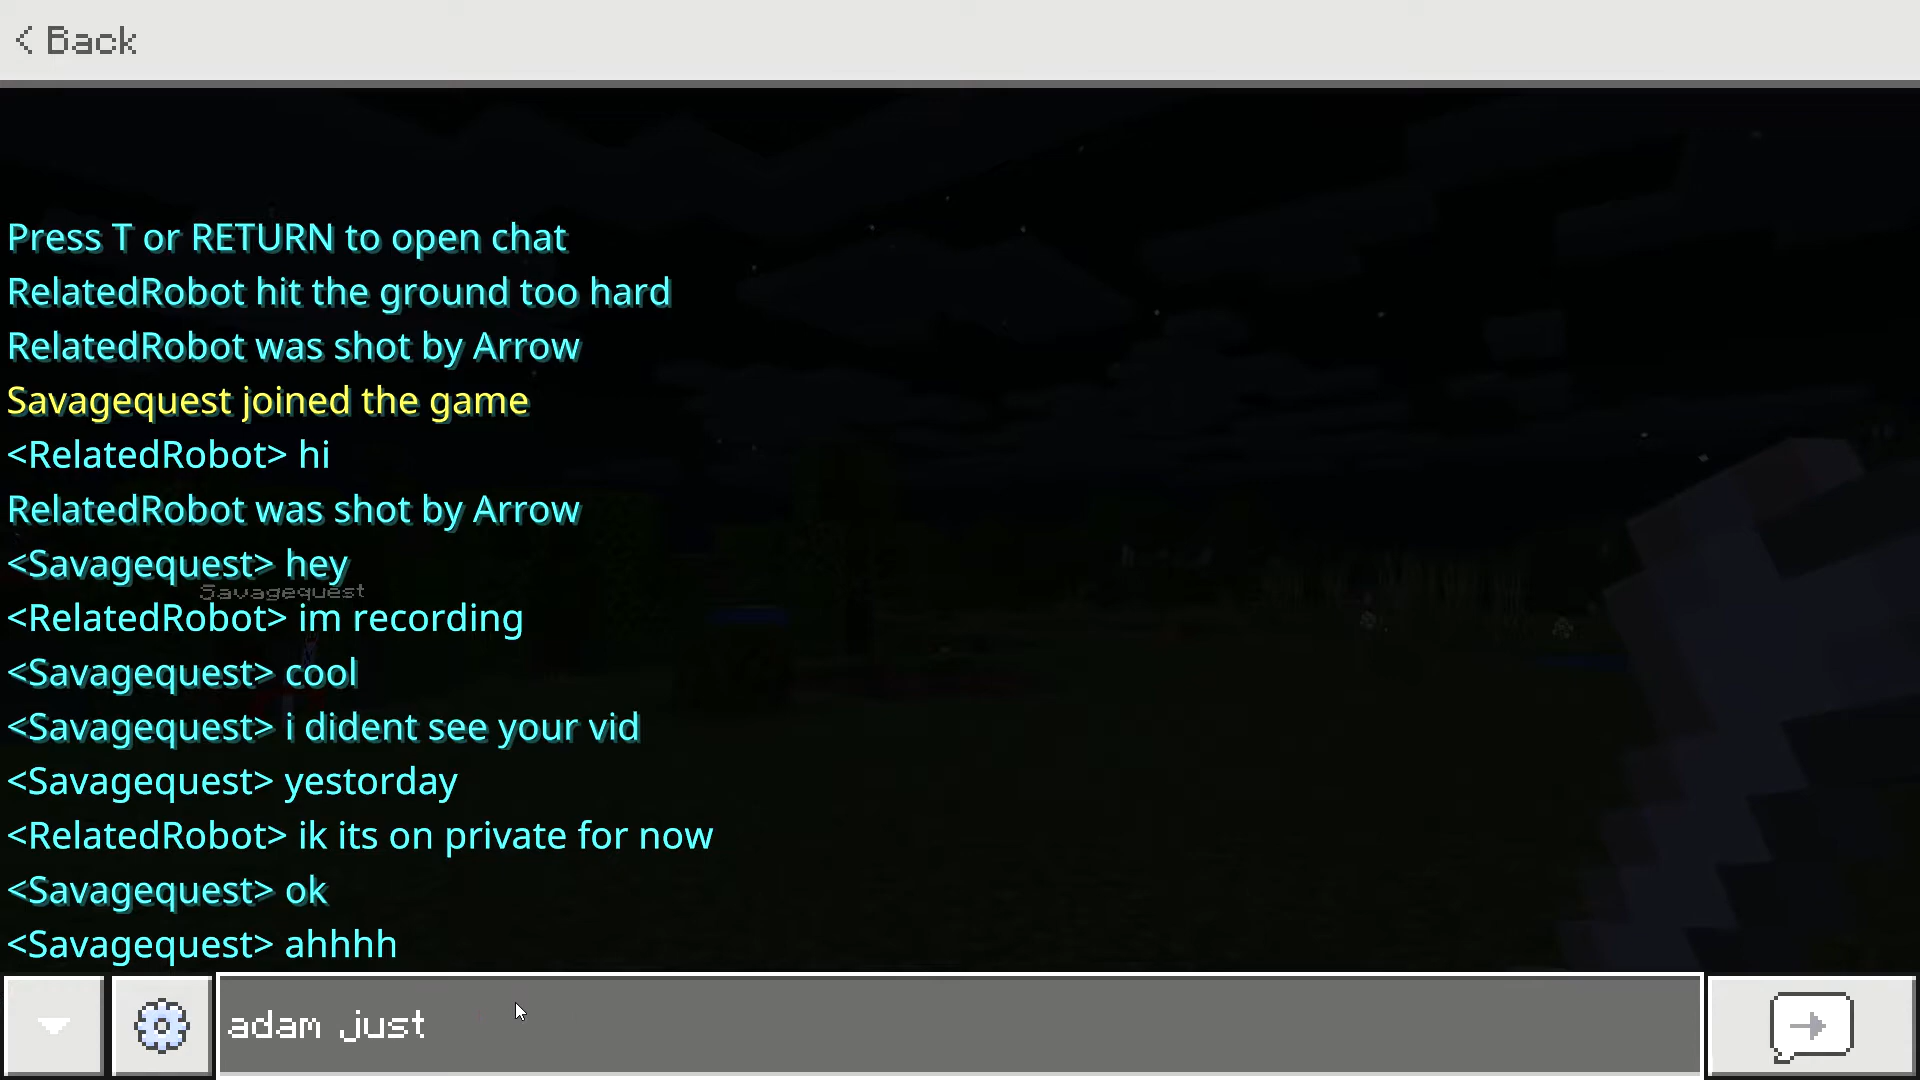 < Back
Press T or RETURN to open chat
RelatedRobot hit the ground too hard
RelatedRobot was shot by Arrow
Savagequest joined the game
<RelatedRobot> hi
RelatedRobot was shot by Arrow
<Savagequest> hey
Savagequest
<RelatedRobot> im recording
<Savagequest> cool
<Savagequest> i dident see your vid
<Savagequest> yestorday
<RelatedRobot> ik its on private for now
<Savagequest> ok
<Savagequest> ahhhh
adam just